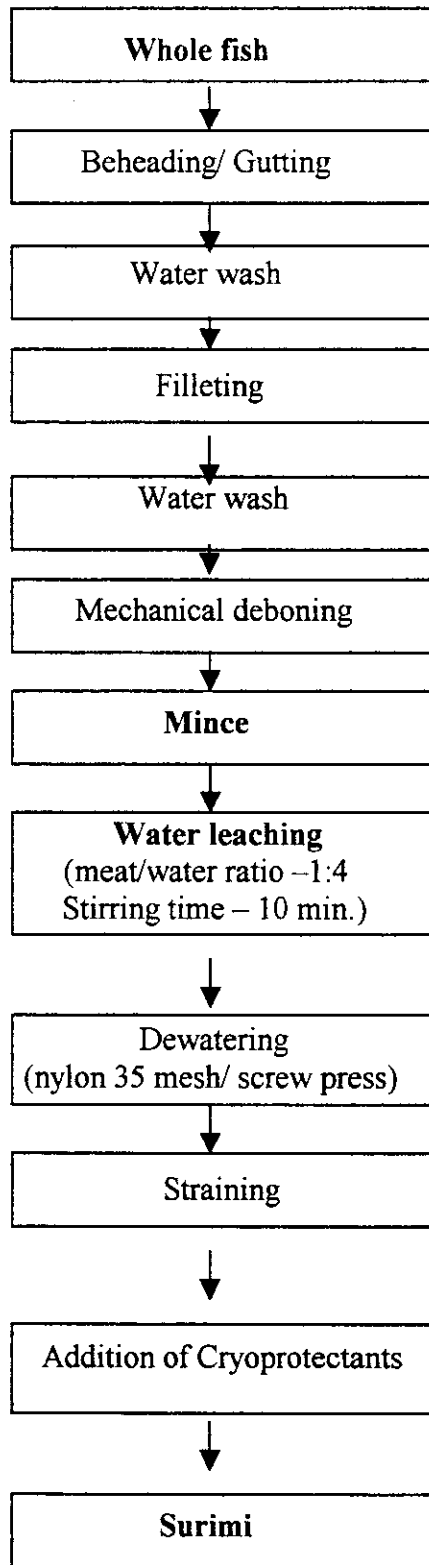 Whole fish
Beheading/ Gutting
Water wash
Filleting
Water wash
Mechanical deboning
Mince
Water leaching
(meat/water ratio –1:4
Stirring time – 10 min.)
Dewatering
(nylon 35 mesh/ screw press)
Straining
Addition of Cryoprotectants
Surimi